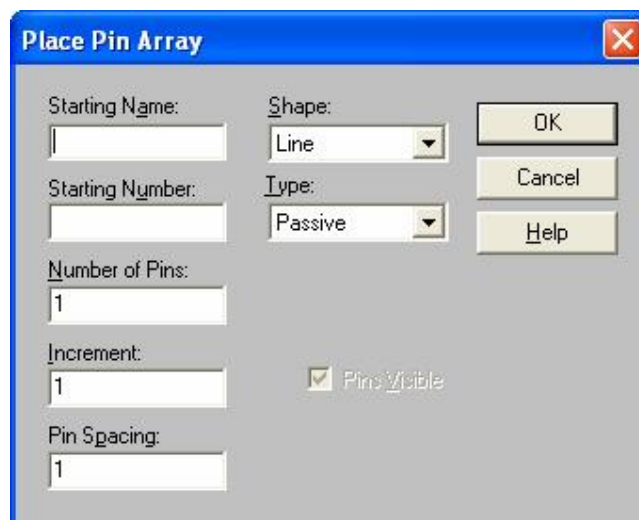 Place Pin Array
Starting Name:
Shape:
OK
Line
Starting Number:
Type:
Cancel
Passive
Help
Number of Pins:
1
Increment:
1
Pins Visible
Pin Spacing:
1